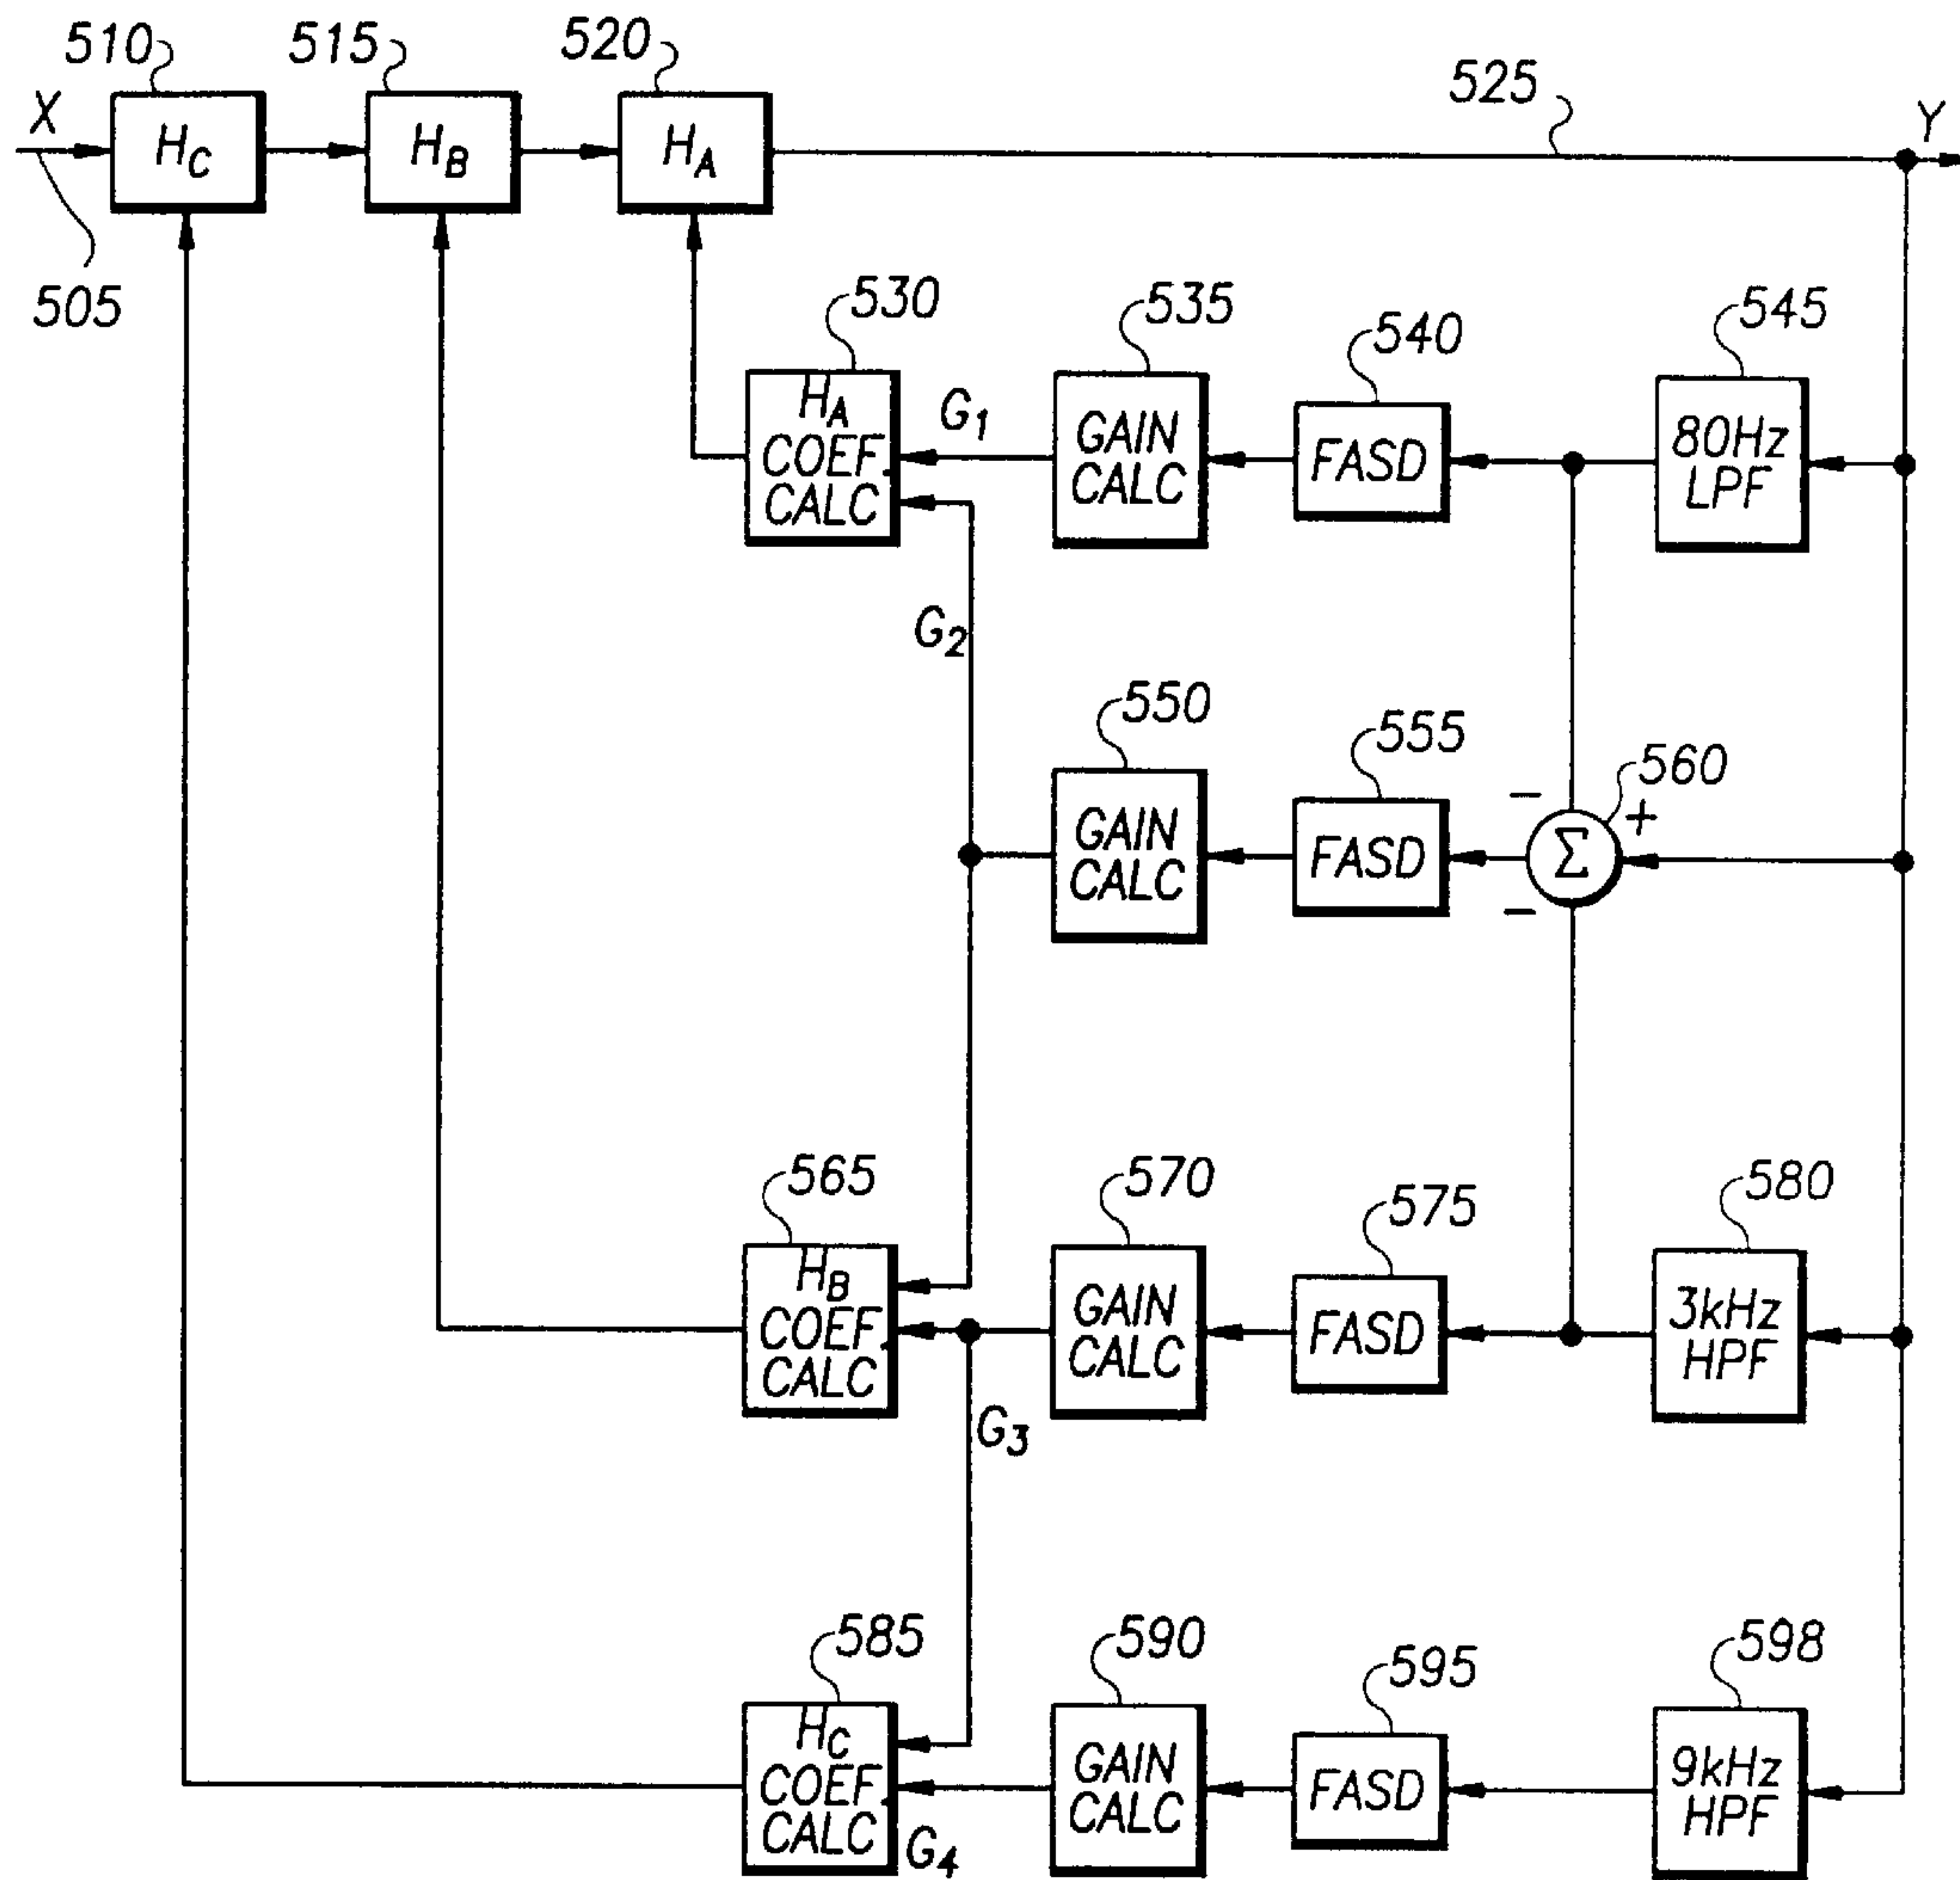 510
515
520
525
X
H_C
H_B
H_A
Y
505
530
535
540
545
H_A
COEF.
CALC
G_1
GAIN
CALC
FASD
80Hz
LPF
G_2
550
555
560
GAIN
CALC
FASD
Σ
−
+
−
565
570
575
580
H_B
COEF.
CALC
GAIN
CALC
FASD
3kHz
HPF
G_3
585
590
595
598
H_C
COEF.
CALC
GAIN
CALC
FASD
9kHz
HPF
G_4